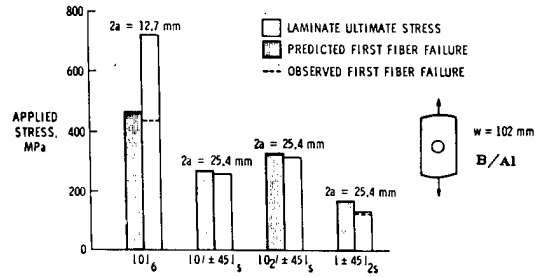 800
600
400
200
0
APPLIED
STRESS,
MPa
2a = 12.7 mm
2a = 25.4 mm
2a = 25.4 mm
2a = 25.4 mm
LAMINATE ULTIMATE STRESS
PREDICTED FIRST FIBER FAILURE
OBSERVED FIRST FIBER FAILURE
w = 102 mm
B/Al
[0]6
[0/±45]s
[02/±45]s
[±45]2s